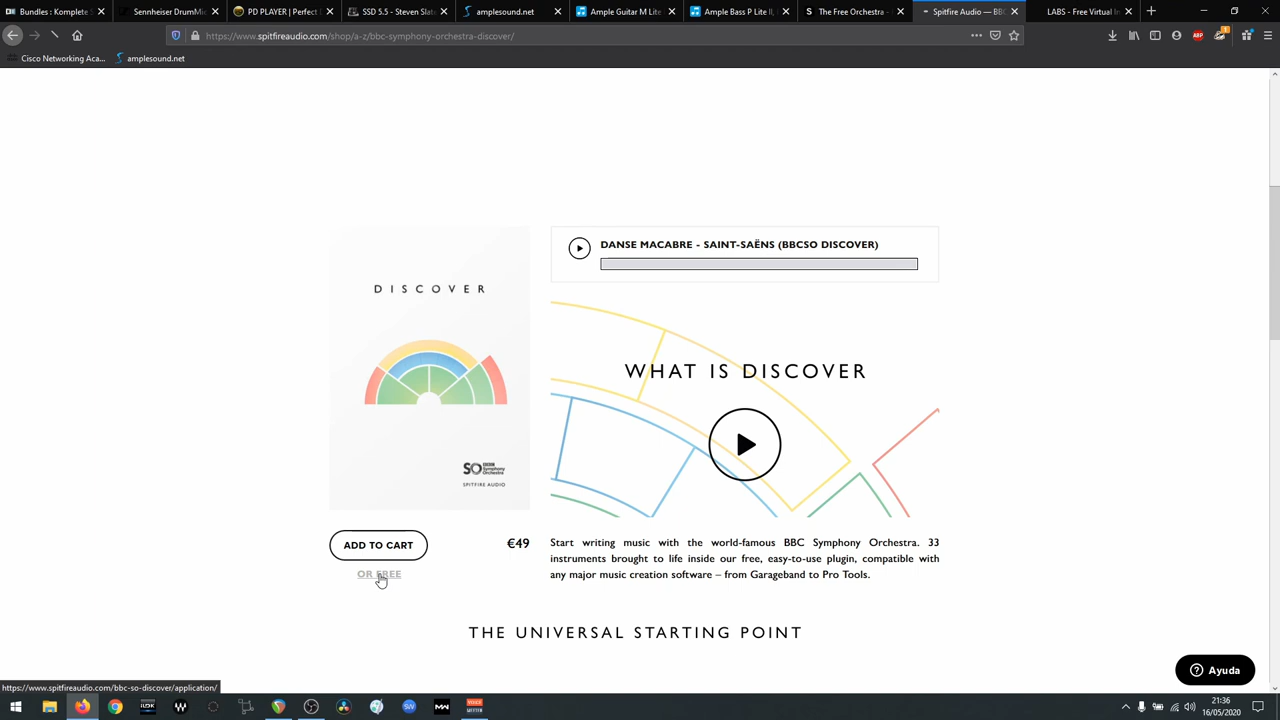 Bundles : Komplete S
Sennheiser DrumMic
PD PLAYER | Perfect D
SSD 5.5 - Steven Slate
amplesound.net
Ample Guitar M Lite
Ample Bass P Lite II,
The Free Orchestra -
Spitfire Audio — BBC
LABS - Free Virtual In
https://www.spitfireaudio.com/shop/a-z/bbc-symphony-orchestra-discover/
Cisco Networking Aca...
amplesound.net
DISCOVER
SO BBC Symphony Orchestra
SPITFIRE AUDIO
DANSE MACABRE - SAINT-SAËNS (BBCSO DISCOVER)
WHAT IS DISCOVER
ADD TO CART
€49
OR FREE
Start writing music with the world-famous BBC Symphony Orchestra. 33
instruments brought to life inside our free, easy-to-use plugin, compatible with
any major music creation software – from Garageband to Pro Tools.
THE UNIVERSAL STARTING POINT
Ayuda
https://www.spitfireaudio.com/bbc-so-discover/application/
21:36
16/05/2020